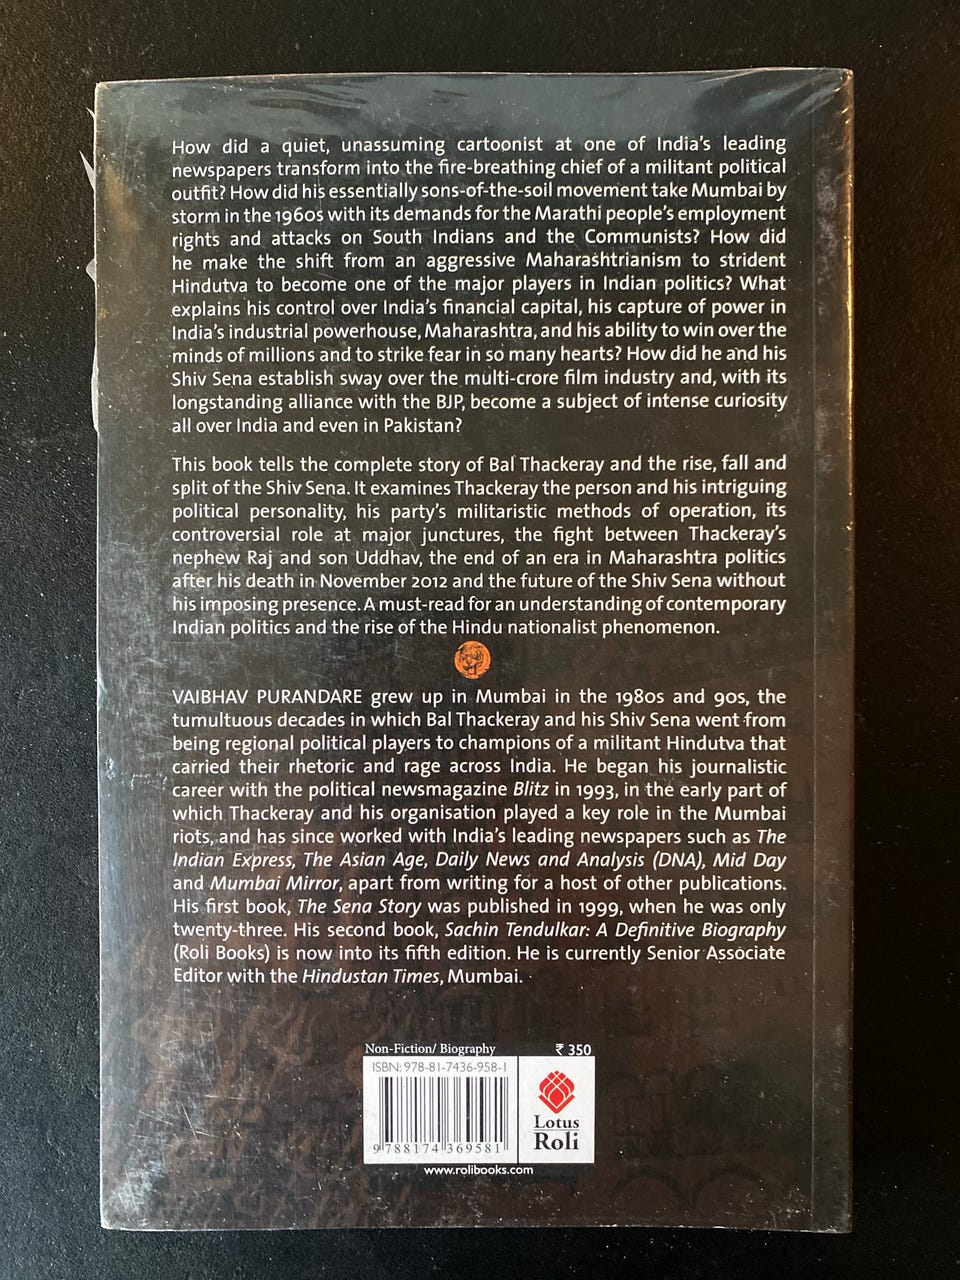 How did a quiet, unassuming cartoonist at one of India's leading
newspapers transform into the fire-breathing chief of a militant political
outfit? How did his essentially sons-of-the-soil movement take Mumbai by
storm in the 1960s with its demands for the Marathi people's employment
rights and attacks on South Indians and the Communists? How did
he make the shift from an aggressive Maharashtrianism to strident
Hindutva to become one of the major players in Indian politics? What
explains his control over India's financial capital, his capture of power in
India's industrial powerhouse, Maharashtra, and his ability to win over the
minds of millions and to strike fear in so many hearts? How did he and his
Shiv Sena establish sway over the multi-crore film industry and, with its
longstanding alliance with the BJP, become a subject of intense curiosity
all over India and even in Pakistan?
This book tells the complete story of Bal Thackeray and the rise, fall and
split of the Shiv Sena. It examines Thackeray the person and his intriguing
political personality, his party's militaristic methods of operation, its
controversial role at major junctures, the fight between Thackeray's
nephew Raj and son Uddhav, the end of an era in Maharashtra politics
after his death in November 2012 and the future of the Shiv Sena without
his imposing presence. A must-read for an understanding of contemporary
Indian politics and the rise of the Hindu nationalist phenomenon.
VAIBHAV PURANDARE grew up in Mumbai in the 1980s and 90s, the
tumultuous decades in which Bal Thackeray and his Shiv Sena went from
being regional political players to champions of a militant Hindutva that
carried their rhetoric and rage across India. He began his journalistic
career with the political newsmagazine Blitz in 1993, in the early part of
which Thackeray and his organisation played a key role in the Mumbai
riots, and has since worked with India's leading newspapers such as The
Indian Express, The Asian Age, Daily News and Analysis (DNA), Mid Day
and Mumbai Mirror, apart from writing for a host of other publications.
His first book, The Sena Story was published in 1999, when he was only
twenty-three. His second book, Sachin Tendulkar: A Definitive Biography
(Roli Books) is now into its fifth edition. He is currently Senior Associate
Editor with the Hindustan Times, Mumbai.
Non-Fiction/ Biography ₹ 350
ISBN: 978-81-7436-958-1
9 788174 369581
Lotus
Roli
www.rolibooks.com